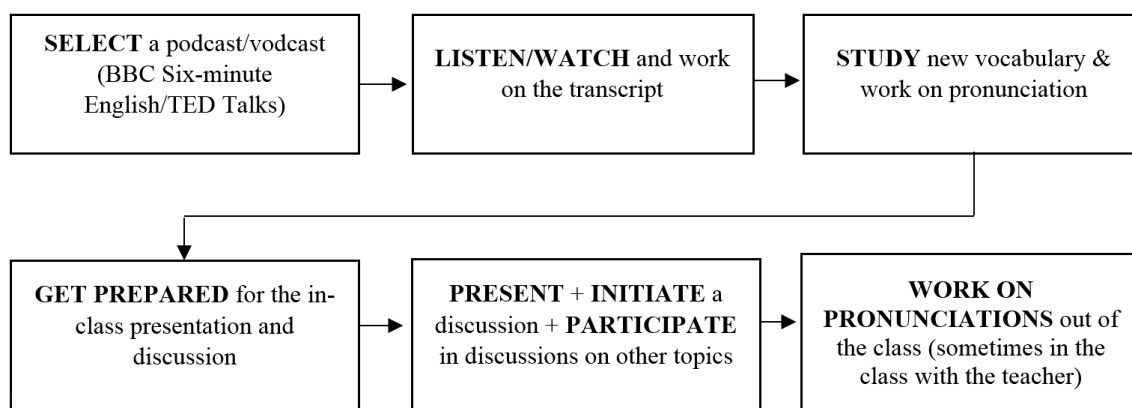 SELECT a podcast/vodcast
(BBC Six-minute
English/TED Talks)
LISTEN/WATCH and work
on the transcript
STUDY new vocabulary &
work on pronunciation
GET PREPARED for the in-
class presentation and
discussion
PRESENT + INITIATE a
discussion + PARTICIPATE
in discussions on other topics
WORK ON
PRONUNCIATIONS out of
the class (sometimes in the
class with the teacher)